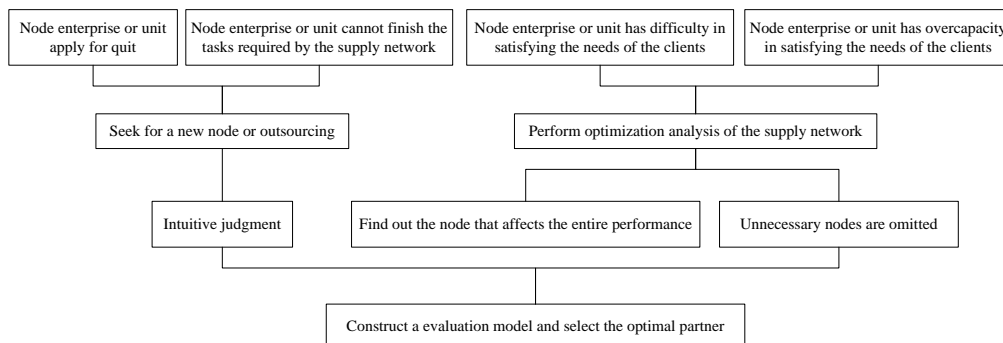 Node enterprise or unit
apply for quit
Node enterprise or unit cannot finish the
tasks required by the supply network
Node enterprise or unit has difficulty in
satisfying the needs of the clients
Node enterprise or unit has overcapacity
in satisfying the needs of the clients
Seek for a new node or outsourcing
Perform optimization analysis of the supply network
Intuitive judgment
Find out the node that affects the entire performance
Unnecessary nodes are omitted
Construct a evaluation model and select the optimal partner